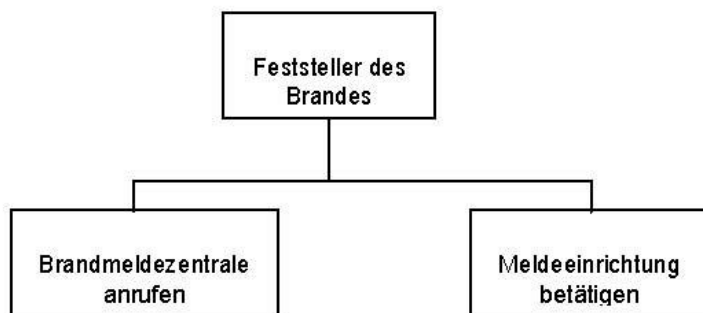 Feststeller des
Brandes
Brandmeldezentrale
anrufen
Meldeeinrichtung
betätigen